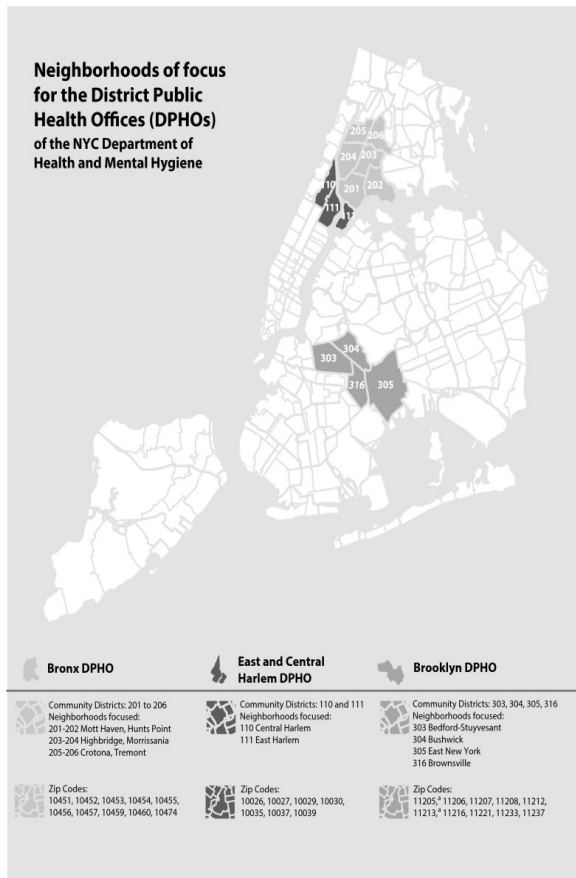 Neighborhoods of focus
for the District Public
Health Offices (DPHOs)
of the NYC Department of
Health and Mental Hygiene
205
206
204
203
201
202
110
111
304
303
316
305
Bronx DPHO
East and Central
Harlem DPHO
Brooklyn DPHO
Community Districts: 201 to 206
Neighborhoods focused:
201-202 Mott Haven, Hunts Point
203-204 Highbridge, Morrissania
205-206 Crotona, Tremont
Community Districts: 110 and 111
Neighborhoods focused:
110 Central Harlem
111 East Harlem
Community Districts: 303, 304, 305, 316
Neighborhoods focused:
303 Bedford-Stuyvesant
304 Bushwick
305 East New York
316 Brownsville
Zip Codes:
10451, 10452, 10453, 10454, 10455,
10456, 10457, 10459, 10460, 10474
Zip Codes:
10026, 10027, 10029, 10030,
10035, 10037, 10039
Zip Codes:
11205,ª 11206, 11207, 11208, 11212,
11213,ª 11216, 11221, 11233, 11237